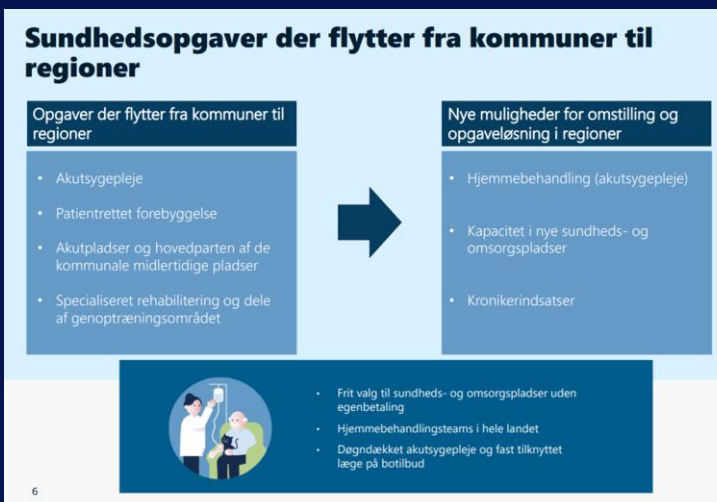 Sundhedsopgaver der flytter fra kommuner til
regioner
Opgaver der flytter fra kommuner til
regioner
• Akutsygepleje
• Patientrettet forebyggelse
• Akutpladser og hovedparten af de
kommunale midlertidige pladser
• Specialiseret rehabilitering og dele
af genoptræningsområdet
Nye muligheder for omstilling og
opgaveløsning i regioner
• Hjemmebehandling (akutsygepleje)
• Kapacitet i nye sundheds- og
omsorgspladser
• Kronikerindsatser
• Frit valg til sundheds- og omsorgspladser uden
egenbetaling
• Hjemmebehandlingsteams i hele landet
• Døgndækket akutsygepleje og fast tilknyttet
læge på botilbud
6